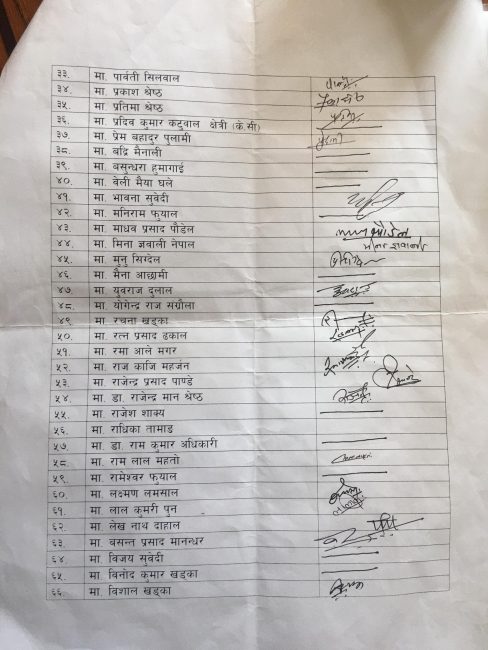 ३३. मा. पार्वती सिलवाल
३४. मा. प्रकाश श्रेष्ठ
३५. मा. प्रतिमा श्रेष्ठ
३६. मा. प्रदिव कुमार कटुवाल क्षेत्री (के.सी)
३७. मा. प्रेम बहादुर पुलामी
३८. मा. बद्रि मैनाली
३९. मा. बसुन्धरा हुमागाई
४०. मा. बेली मैया घले
४१. मा. भावना सुवेदी
४२. मा. मनिराम फुयाल
४३. मा. माधव प्रसाद पौडेल
४४. मा. मिना ज्ञवाली नेपाल
४५. मा. मुनु सिग्देल
४६. मा. मैना आछामी
४७. मा. युवराज दुलाल
४८. मा. योगेन्द्र राज संग्रौला
४९. मा. रचना खड्का
५०. मा. रत्न प्रसाद ढकाल
५१. मा. रमा आले मगर
५२. मा. राज काजि महर्जन
५३. मा. राजेन्द्र प्रसाद पाण्डे
५४. मा. डा. राजेन्द्र मान श्रेष्ठ
५५. मा. राजेश शाक्य
५६. मा. राधिका तामाङ
५७. मा. डा. राम कुमार अधिकारी
५८. मा. राम लाल महतो
५९. मा. रामेश्वर फुयाल
६०. मा. लक्ष्मण लमसाल
६१. मा. लाल कुमरी पुन
६२. मा. लेख नाथ दाहाल
६३. मा. बसन्त प्रसाद मानन्धर
६४. मा. विजय सुवेदी
६५. मा. विनोद कुमार खड्का
६६. मा. विशाल खड्का